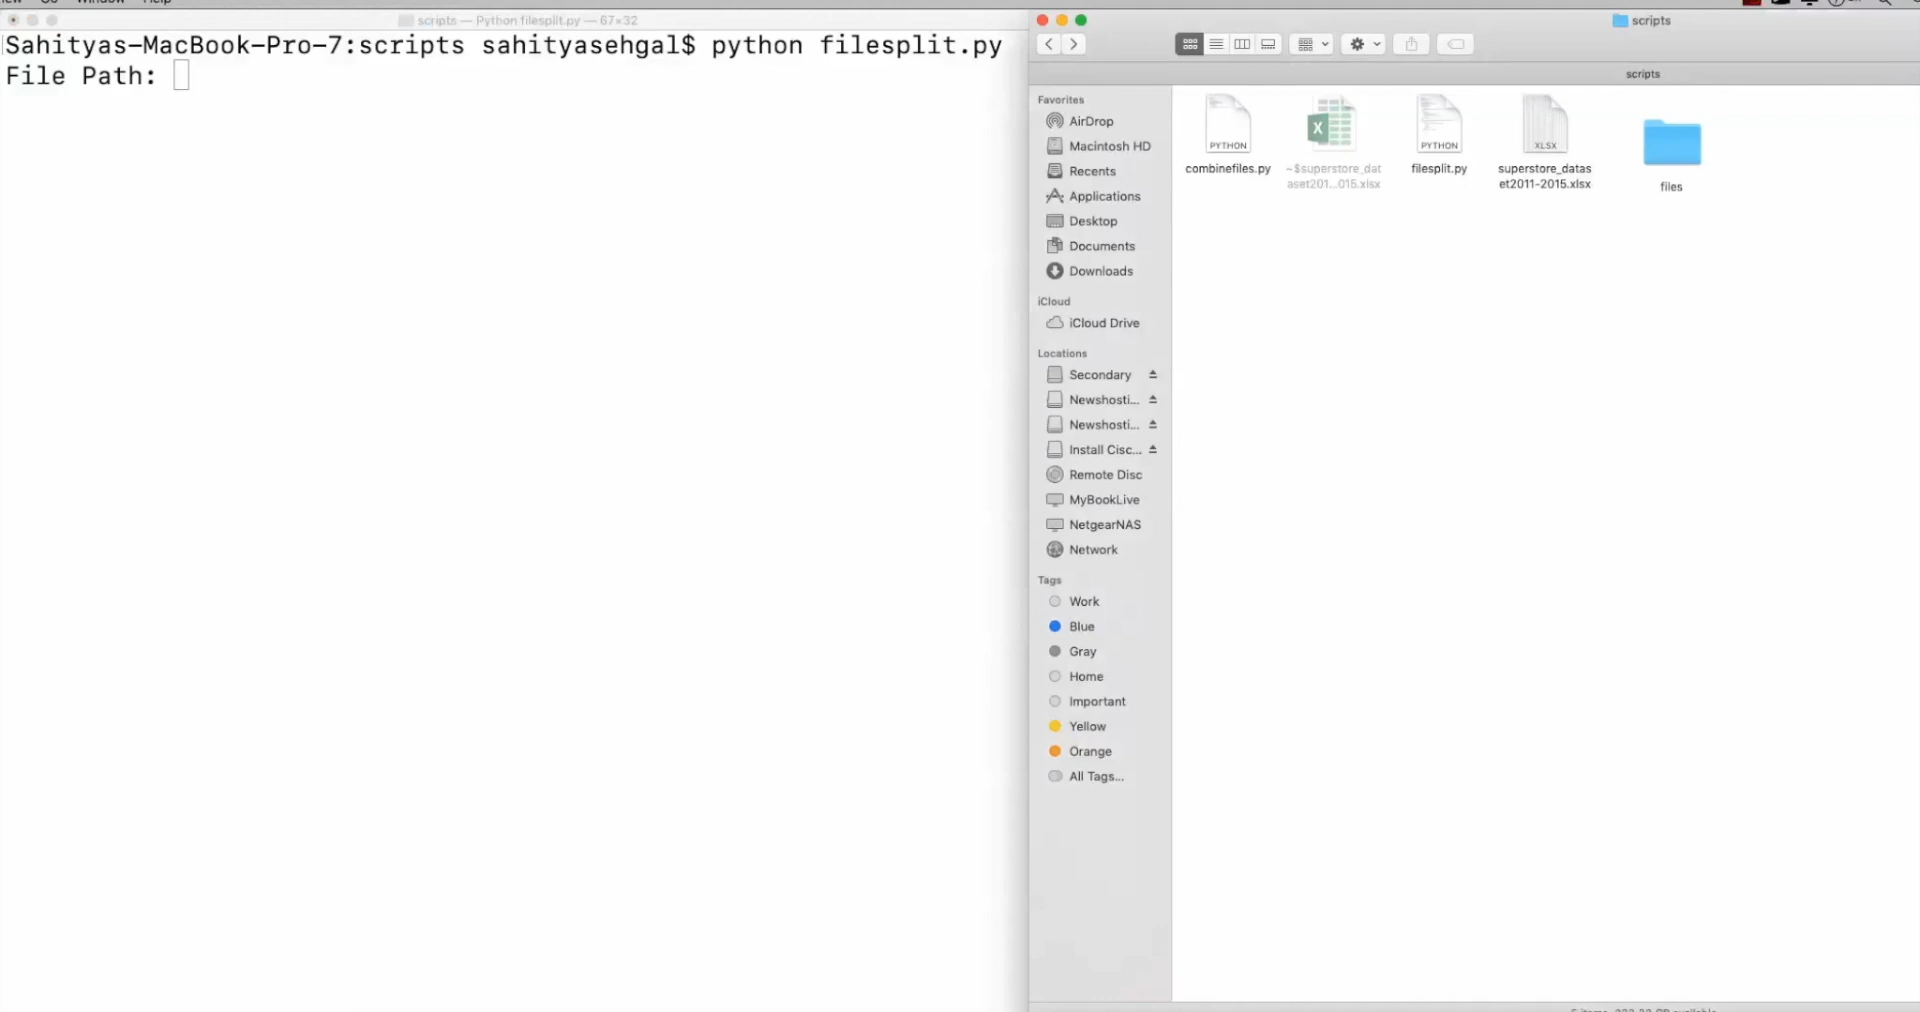 Window Help
scripts — Python filesplit.py — 67×32
Sahityas-MacBook-Pro-7:scripts sahityasehgal$ python filesplit.py
File Path:
scripts
scripts
Favorites
AirDrop
Macintosh HD
Recents
Applications
Desktop
Documents
Downloads
iCloud
iCloud Drive
Locations
Secondary
Newshosti...
Newshosti...
Install Cisc...
Remote Disc
MyBookLive
NetgearNAS
Network
Tags
Work
Blue
Gray
Home
Important
Yellow
Orange
All Tags...
PYTHON
combinefiles.py
X
~$superstore_dat
aset201...015.xlsx
PYTHON
filesplit.py
XLSX
superstore_datas
et2011-2015.xlsx
files